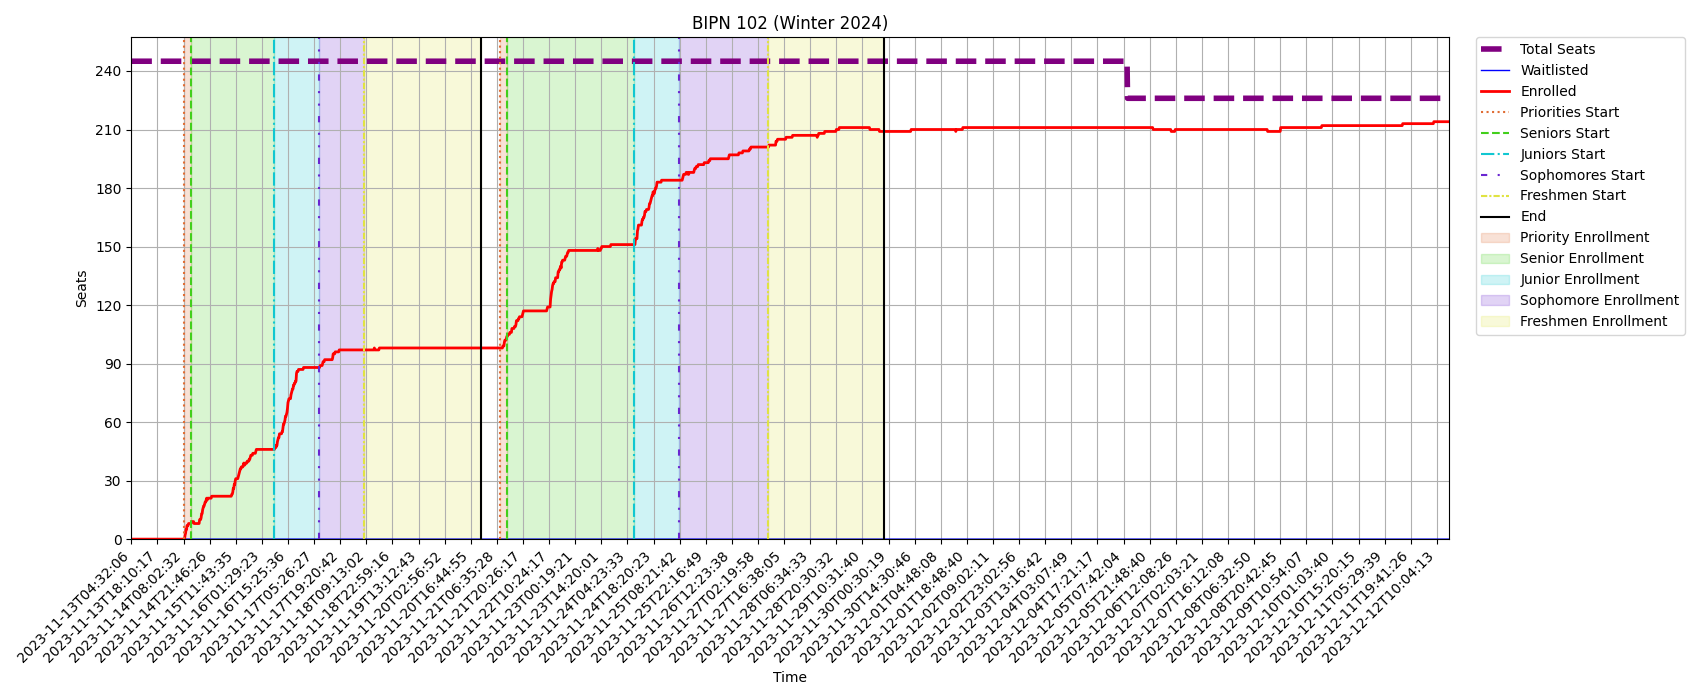 BIPN 102 (Winter 2024)
Seats
240
210
180
150
120
90
60
30
0
2023-11-13T04:32:06
2023-11-13T18:10:17
2023-11-14T08:02:32
2023-11-14T21:46:26
2023-11-15T11:43:35
2023-11-16T01:29:23
2023-11-16T15:25:36
2023-11-17T05:26:27
2023-11-17T19:20:42
2023-11-18T09:13:02
2023-11-18T22:59:16
2023-11-19T13:12:43
2023-11-20T02:56:52
2023-11-20T16:44:55
2023-11-21T06:35:28
2023-11-21T20:26:17
2023-11-22T10:24:17
2023-11-23T00:19:21
2023-11-23T14:20:01
2023-11-24T04:23:33
2023-11-24T18:20:23
2023-11-25T08:21:42
2023-11-25T22:16:49
2023-11-26T12:23:38
2023-11-27T02:19:58
2023-11-27T16:38:05
2023-11-28T06:34:33
2023-11-28T20:30:32
2023-11-29T10:31:40
2023-11-30T00:30:19
2023-11-30T14:30:46
2023-12-01T04:48:08
2023-12-01T18:48:40
2023-12-02T09:02:11
2023-12-02T23:02:56
2023-12-03T13:16:42
2023-12-04T03:07:49
2023-12-04T17:21:17
2023-12-05T07:42:04
2023-12-05T21:48:40
2023-12-06T12:08:26
2023-12-07T02:03:21
2023-12-07T16:12:08
2023-12-08T06:32:50
2023-12-08T20:42:45
2023-12-09T10:54:07
2023-12-10T01:03:40
2023-12-10T15:20:15
2023-12-11T05:29:39
2023-12-11T19:41:26
2023-12-12T10:04:13
Time
Total Seats
Waitlisted
Enrolled
Priorities Start
Seniors Start
Juniors Start
Sophomores Start
Freshmen Start
End
Priority Enrollment
Senior Enrollment
Junior Enrollment
Sophomore Enrollment
Freshmen Enrollment